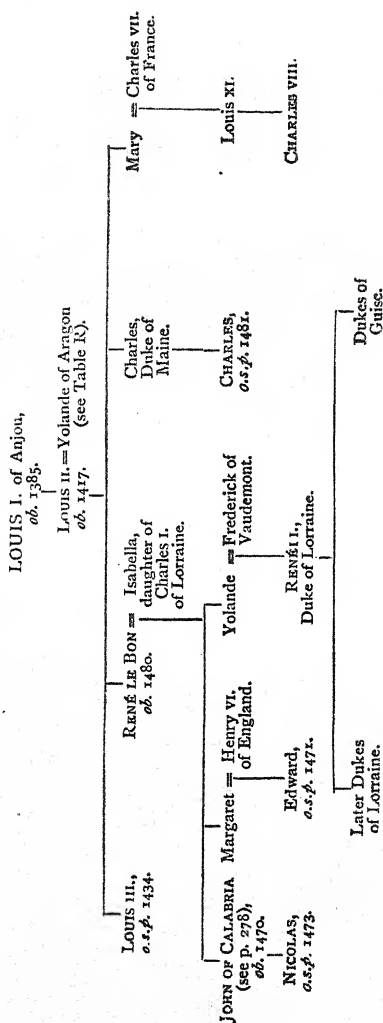 LOUIS I. of Anjou,
ob. 1385.
LOUIS II. = Yolande of Aragon
ob. 1417. (see Table R).
LOUIS III.,
o.s.p. 1434.
RENÉ LE BON = Isabella,
ob. 1480. daughter of
Charles I.
of Lorraine.
Charles,
Duke of
Maine.
Mary = Charles VII.
of France.
CHARLES,
o.s.p. 1481.
Louis XI.
CHARLES VIII.
JOHN OF CALABRIA
(see p. 278),
ob. 1470.
Margaret = Henry VI.
of England.
Yolande = Frederick of
Vaudemont.
NICOLAS,
o.s.p. 1473.
Edward,
o.s.p. 1471.
RENÉ II.,
Duke of Lorraine.
Later Dukes
of Lorraine.
Dukes of
Guise.